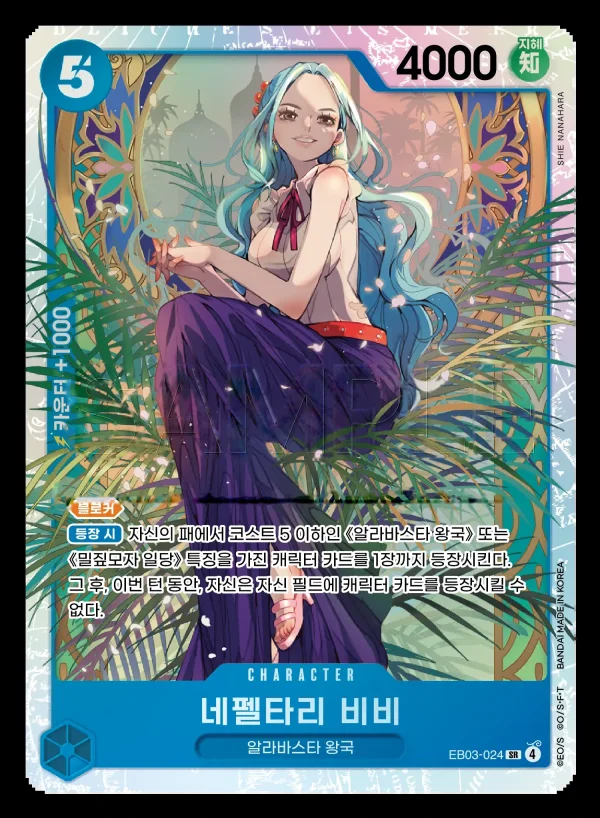 5
4000
지혜
知
SHIE NANAHARA
카운터 +1000
SAMPLE
블로커
등장 시 자신의 패에서 코스트 5 이하인 《알라바스타 왕국》 또는
《밀짚모자 일당》 특징을 가진 캐릭터 카드를 1장까지 등장시킨다.
그 후, 이번 턴 동안, 자신은 자신 필드에 캐릭터 카드를 등장시킬 수
없다.
BANDAI MADE IN KOREA
©E.O/S ©O/S·F·T
CHARACTER
네펠타리 비비
알라바스타 왕국
EB03-024 SR 4